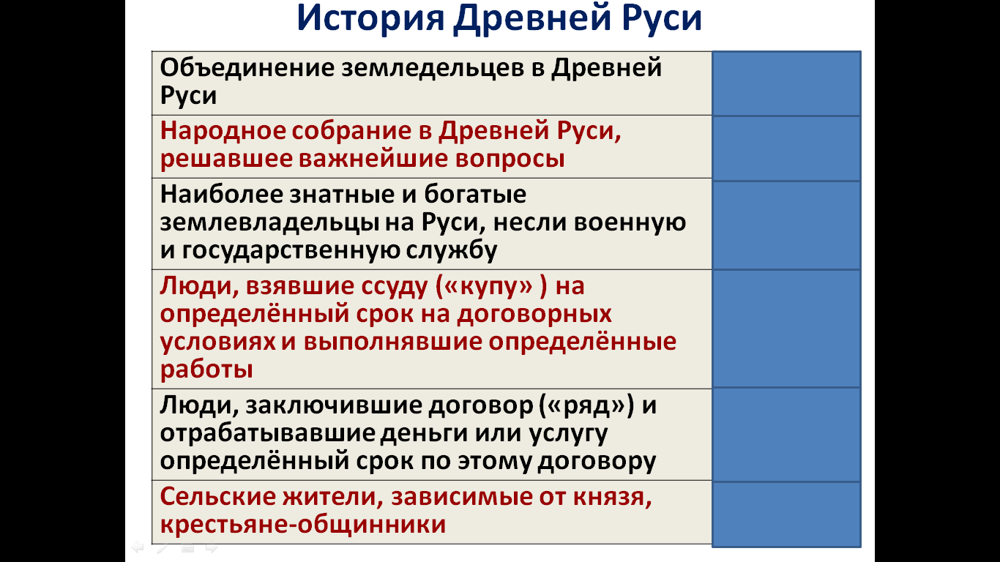 История Древней Руси
Объединение земледельцев в Древней
Руси
Народное собрание в Древней Руси,
решавшее важнейшие вопросы
Наиболее знатные и богатые
землевладельцы на Руси, несли военную
и государственную службу
Люди, взявшие ссуду («купу» ) на
определённый срок на договорных
условиях и выполнявшие определённые
работы
Люди, заключившие договор («ряд») и
отрабатывавшие деньги или услугу
определённый срок по этому договору
Сельские жители, зависимые от князя,
крестьяне-общинники